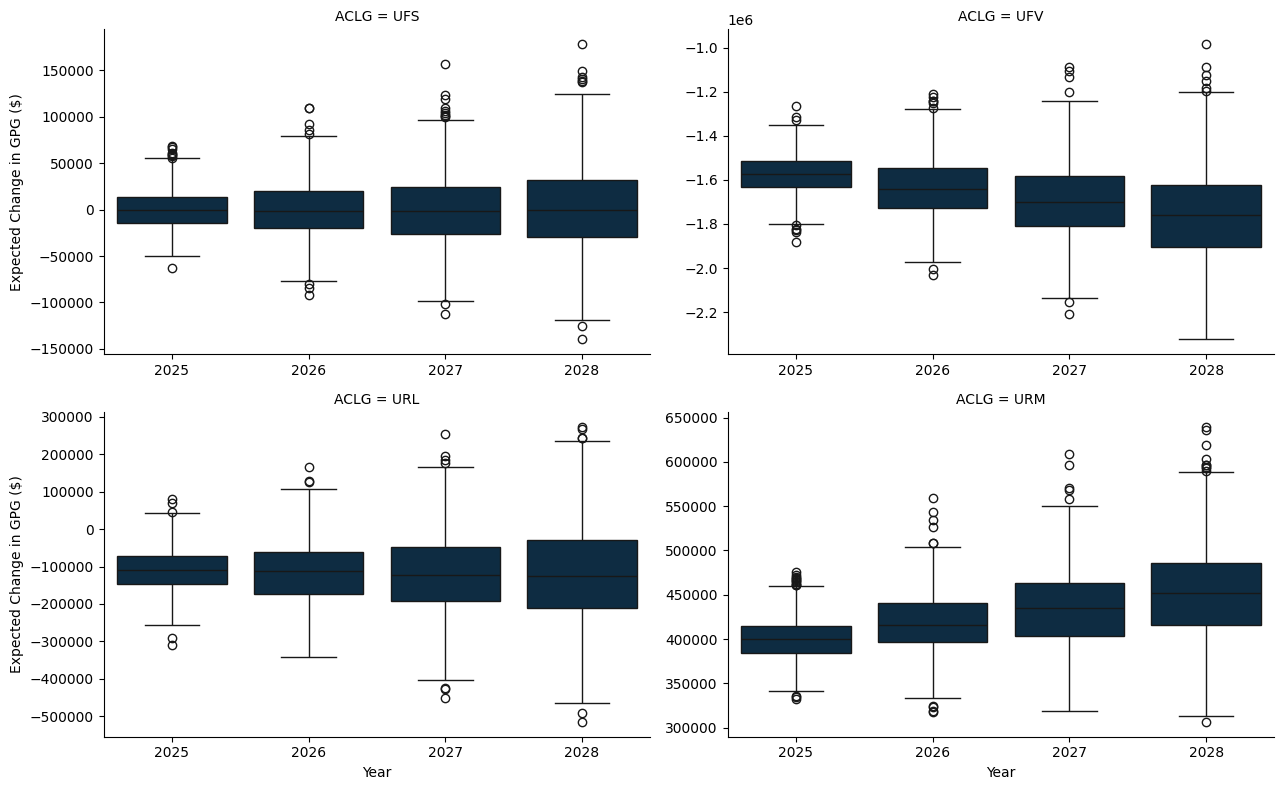 ACLG = UFS
Expected Change in GPG ($)
150000
100000
50000
0
−50000
−100000
−150000
2025 2026 2027 2028
ACLG = UFV
1e6
−1.0
−1.2
−1.4
−1.6
−1.8
−2.0
−2.2
2025 2026 2027 2028
ACLG = URL
Expected Change in GPG ($)
300000
200000
100000
0
−100000
−200000
−300000
−400000
−500000
2025 2026 2027 2028
Year
ACLG = URM
650000
600000
550000
500000
450000
400000
350000
300000
2025 2026 2027 2028
Year